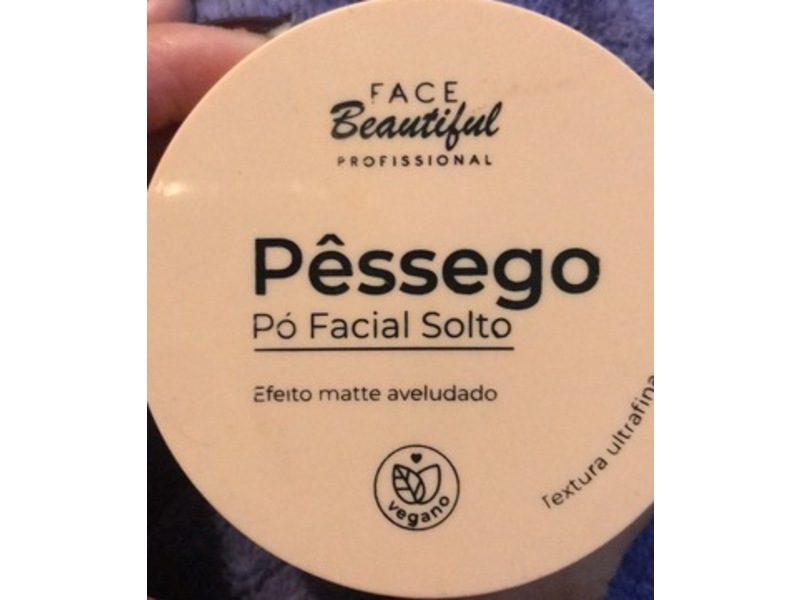 FACE
Beautiful
PROFISSIONAL
Pêssego
Pó Facial Solto
Efeito matte aveludado
vegano
Textura ultrafina